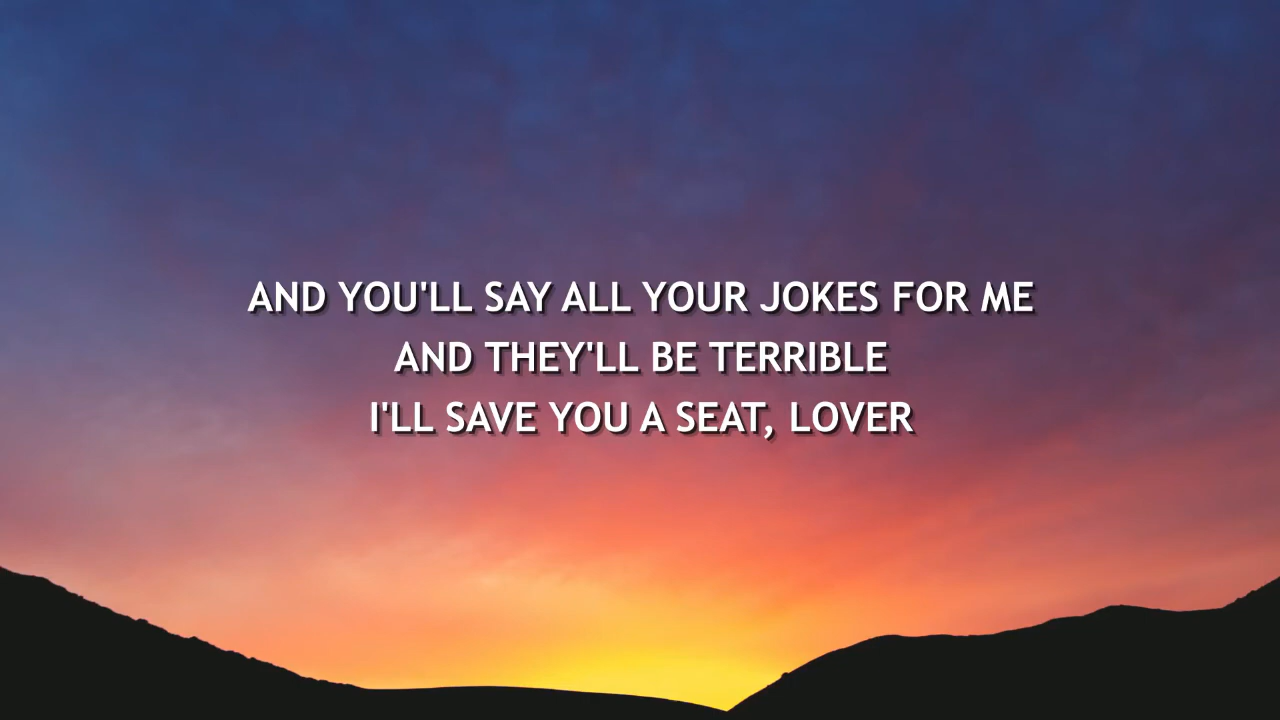 AND YOU'LL SAY ALL YOUR JOKES FOR ME
AND THEY'LL BE TERRIBLE
I'LL SAVE YOU A SEAT, LOVER